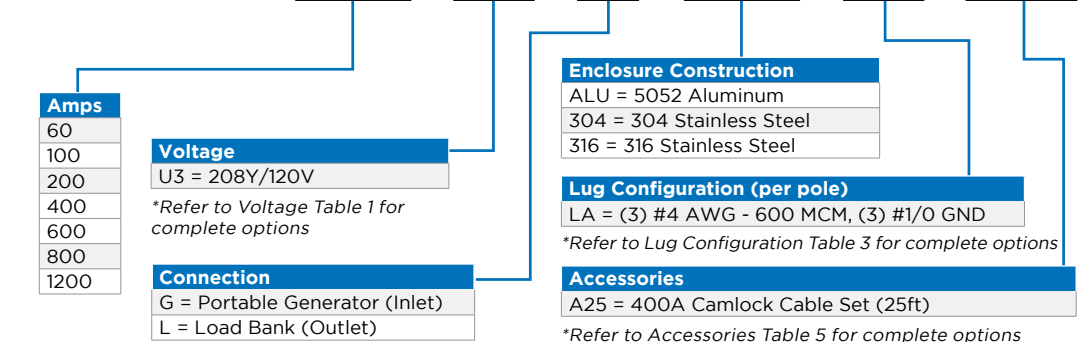 Amps
60
100
200
400
600
800
1200
Voltage
U3 = 208Y/120V
*Refer to Voltage Table 1 for
complete options
Connection
G = Portable Generator (Inlet)
L = Load Bank (Outlet)
Enclosure Construction
ALU = 5052 Aluminum
304 = 304 Stainless Steel
316 = 316 Stainless Steel
Lug Configuration (per pole)
LA = (3) #4 AWG - 600 MCM, (3) #1/0 GND
*Refer to Lug Configuration Table 3 for complete options
Accessories
A25 = 400A Camlock Cable Set (25ft)
*Refer to Accessories Table 5 for complete options